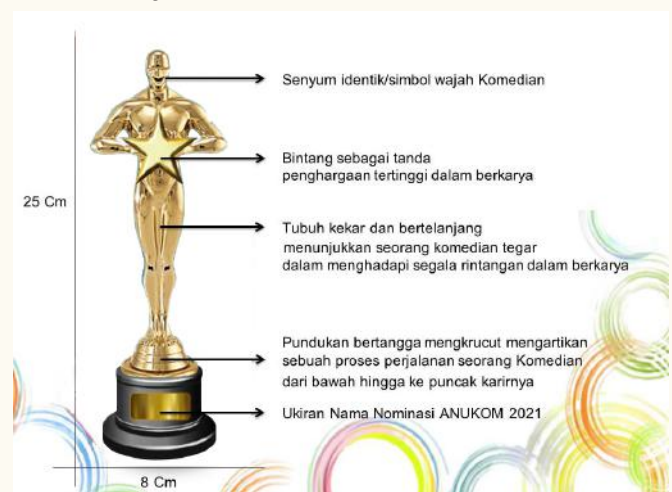 Senyum identik/simbol wajah Komedian
Bintang sebagai tanda
penghargaan tertinggi dalam berkarya
25 Cm
Tubuh kekar dan bertelanjang
menunjukkan seorang komedian tegar
dalam menghadapi segala rintangan dalam berkarya
Pundukan bertangga mengkrucut mengartikan
sebuah proses perjalanan seorang Komedian
dari bawah hingga ke puncak karirnya
Ukiran Nama Nominasi ANUKOM 2021
8 Cm